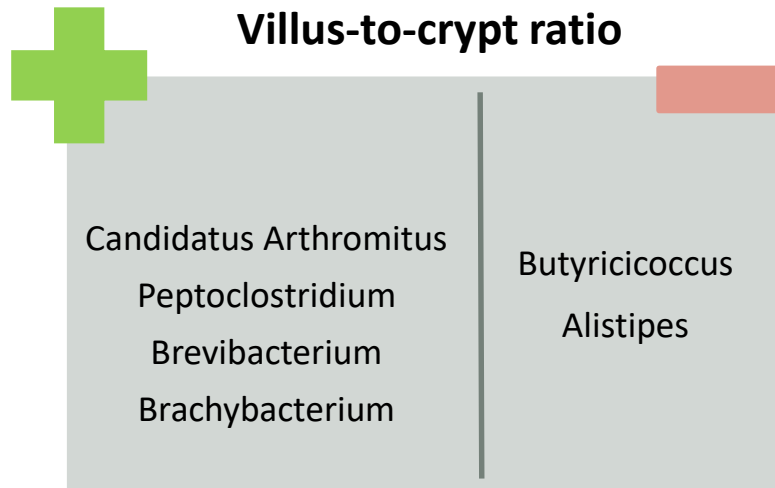 Villus-to-crypt ratio
Candidatus Arthromitus
Peptoclostridium
Brevibacterium
Brachybacterium
Butyricicoccus
Alistipes